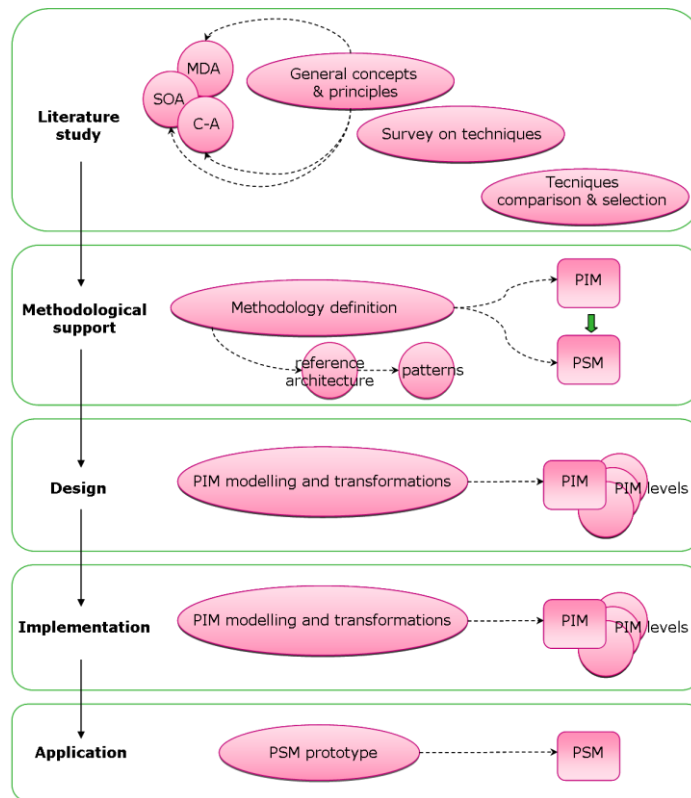 MDA
SOA
C-A
General concepts
& principles
Literature
study
Survey on techniques
Tecniques
comparison & selection
Methodological
support
Methodology definition
PIM
PSM
reference
architecture
patterns
Design
PIM modelling and transformations
PIM
PIM levels
Implementation
PIM modelling and transformations
PIM
PIM levels
Application
PSM prototype
PSM